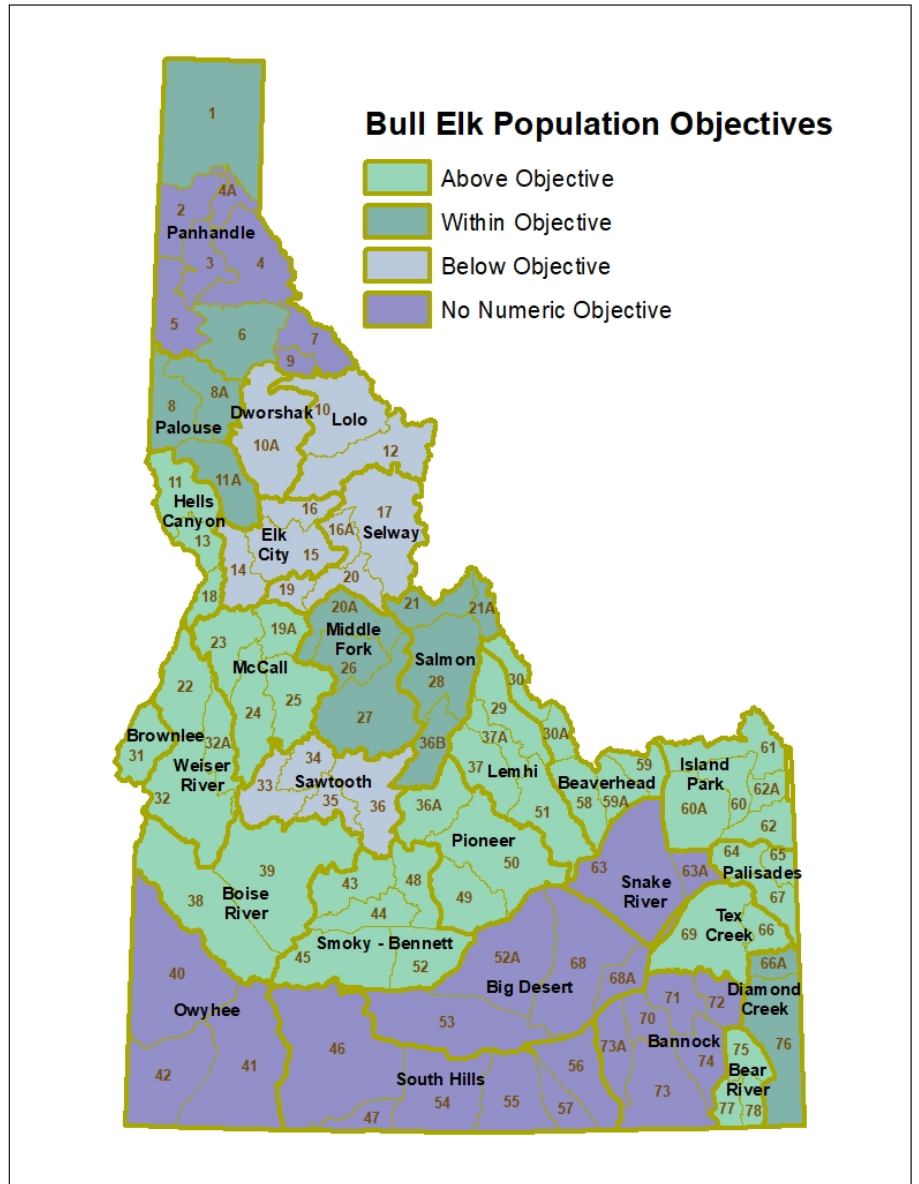 Bull Elk Population Objectives
Above Objective
Within Objective
Below Objective
No Numeric Objective
1
4A
2
Panhandle
3
4
5
6
7
9
8A
8
Palouse
Dworshak
10
Lolo
10A
12
11
11A
Hells
Canyon
13
16
17
16A
Selway
Elk
City
15
14
20
19
18
20A
21
21A
19A
Middle
Fork
23
McCall
26
Salmon
28
30
22
25
29
24
27
Brownlee
31
32A
Weiser
River
32
36B
37A
30A
34
33
Sawtooth
35
36
37
Lemhi
59
Beaverhead
58
59A
51
61
Island
Park
62A
60A
60
62
36A
Pioneer
50
39
43
48
49
38
Boise
River
44
Smoky - Bennett
45
52
63
63A
Snake
River
64
65
Palisades
67
Tex
Creek
69
66
66A
52A
68
68A
Big Desert
53
Diamond
Creek
76
40
Owyhee
42
41
46
South Hills
47
54
55
56
57
71
72
70
73A
Bannock
74
73
75
Bear
River
77
78